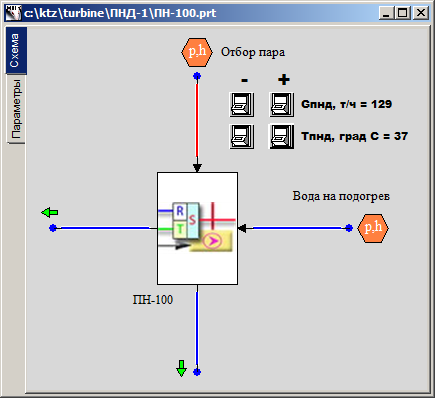 c:\ktz\turbine\ПНД-1\ПН-100.prt
Схема
Параметры
p,h
Отбор пара
- +
Gпнд, т/ч = 129
Tпнд, град C = 37
Вода на подогрев
p,h
R
S
T
ПН-100